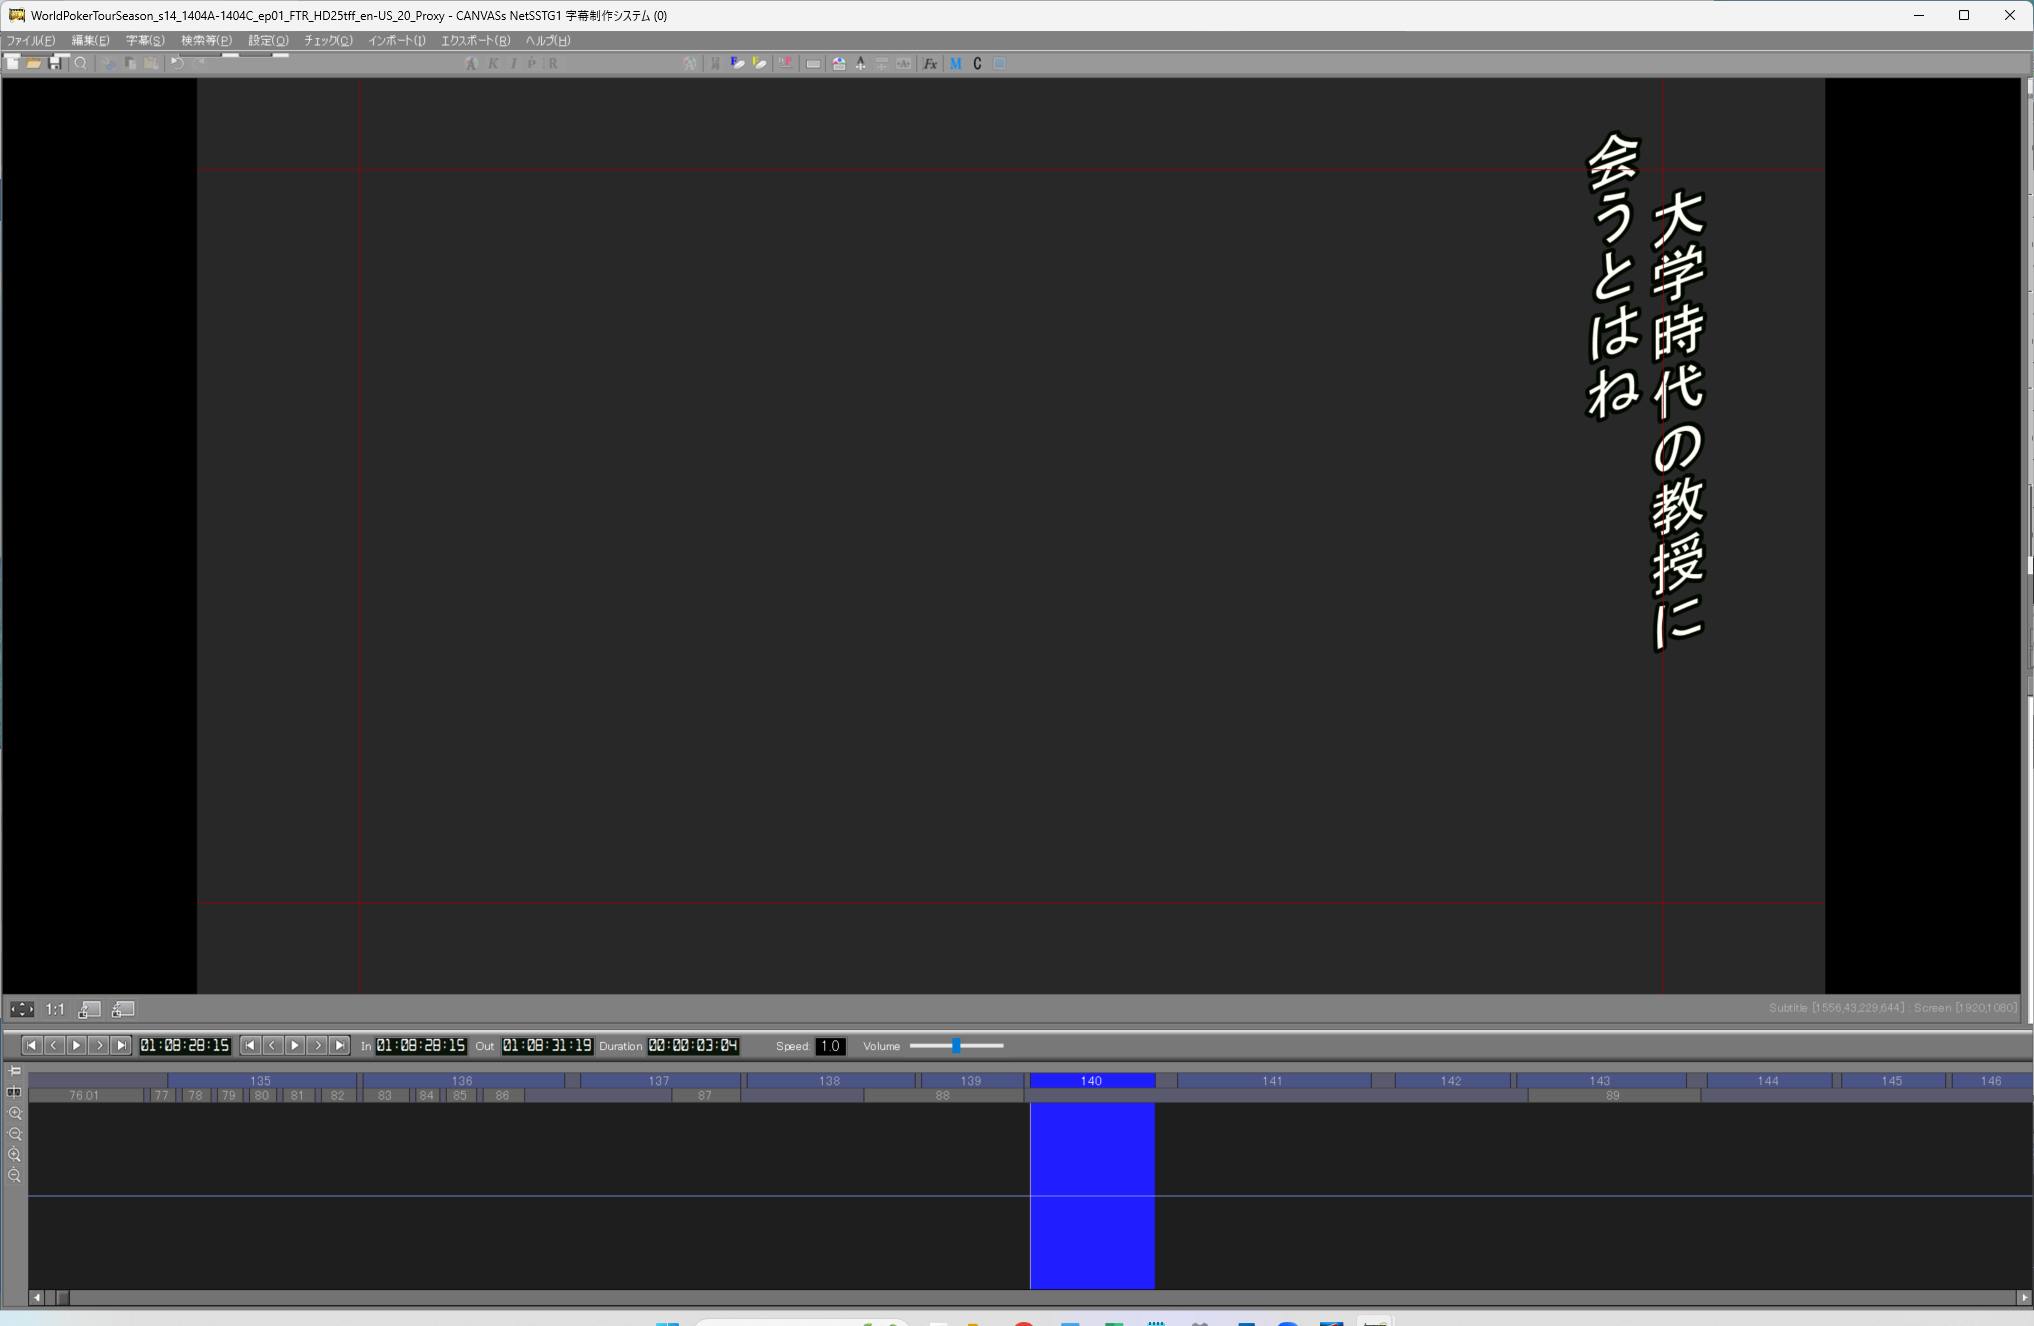 WorldPokerTourSeason_s14_1404A-1404C_ep01_FTR_HD25tff_en-US_20_Proxy - CANVASs NetSSTG1 字幕制作システム (0)
ファイル(F) 編集(E) 字幕(S) 検索等(P) 設定(O) チェック(C) インポート(I) エクスポート(R) ヘルプ(H)
A K I P R Fx M C
大学時代の教授に
会うとはね
1:1
Subtitle [1556,43,229,644] : Screen [1920,1080]
01:08:28:15 In 01:08:28:15 Out 01:08:31:19 Duration 00:00:03:04 Speed: 1.0 Volume
135 136 137 138 139 140 141 142 143 144 145 146
76.01 77 78 79 80 81 82 83 84 85 86 87 88 89